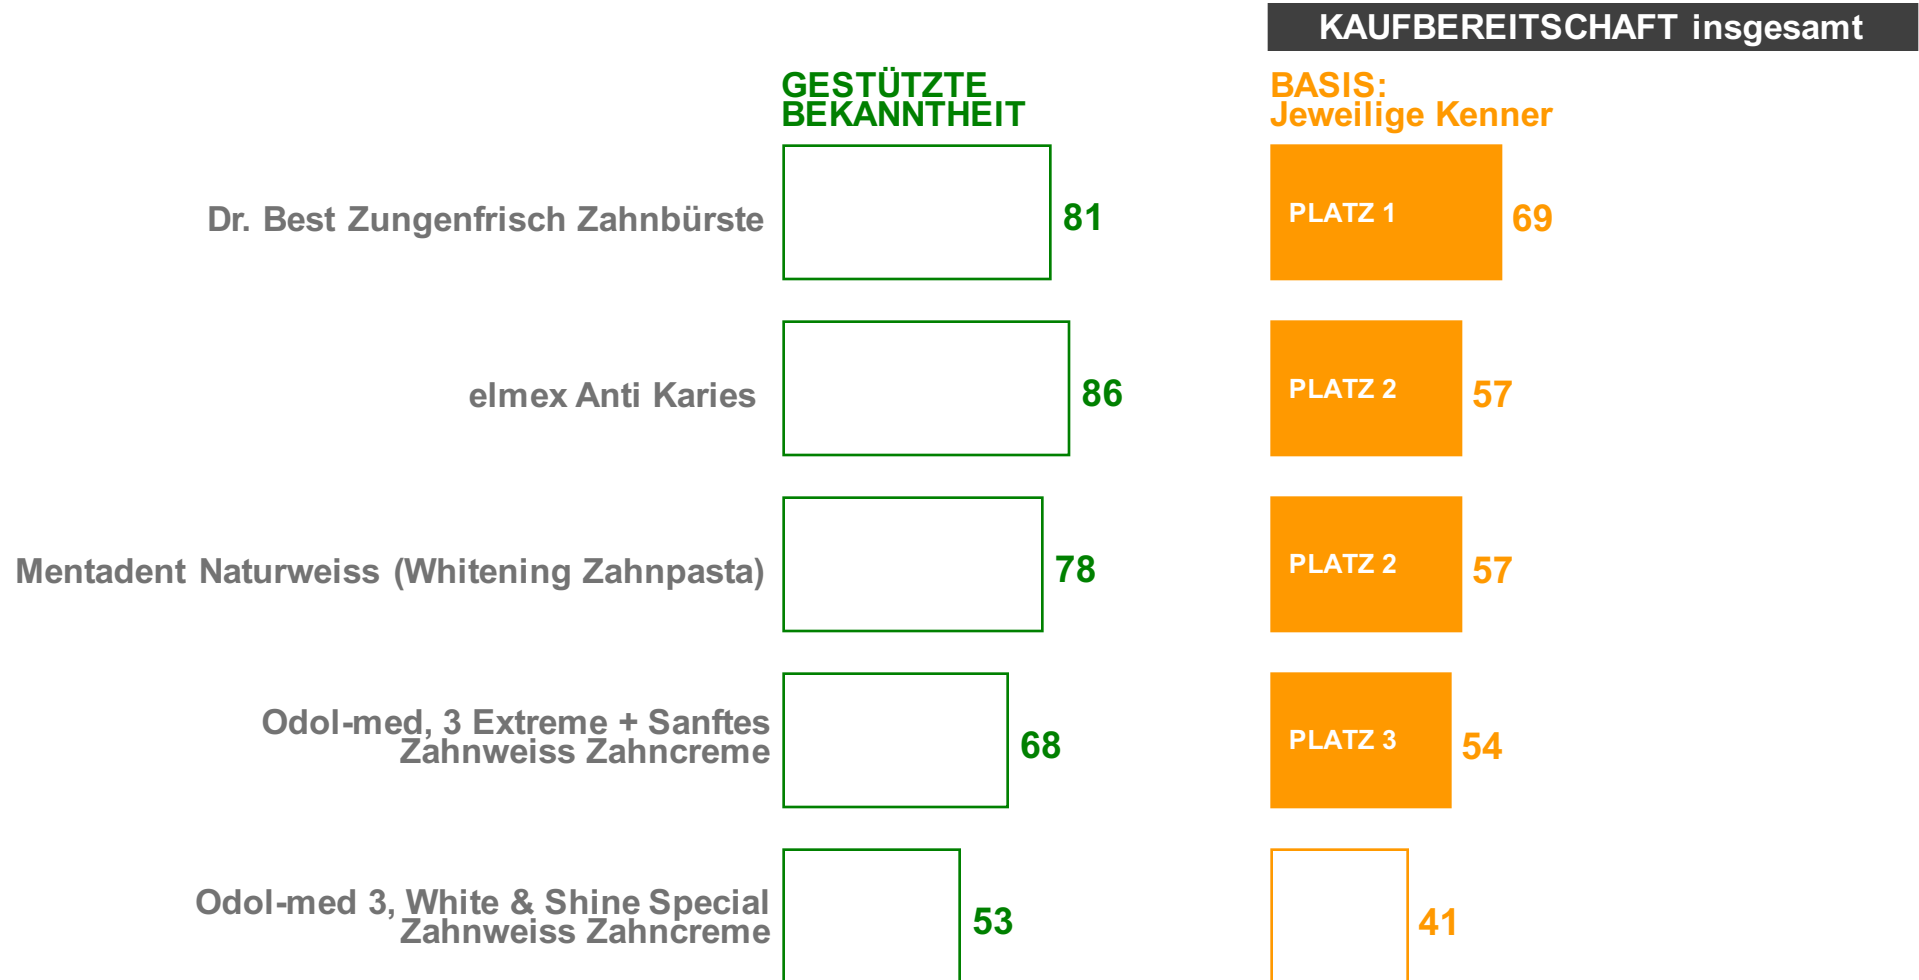 KAUFBEREITSCHAFT insgesamt
GESTÜTZTE
BEKANNTHEIT
BASIS:
Jeweilige Kenner
Dr. Best Zungenfrisch Zahnbürste
81
PLATZ 1
69
elmex Anti Karies
86
PLATZ 2
57
Mentadent Naturweiss (Whitening Zahnpasta)
78
PLATZ 2
57
Odol-med, 3 Extreme + Sanftes
Zahnweiss Zahncreme
68
PLATZ 3
54
Odol-med 3, White & Shine Special
Zahnweiss Zahncreme
53
41